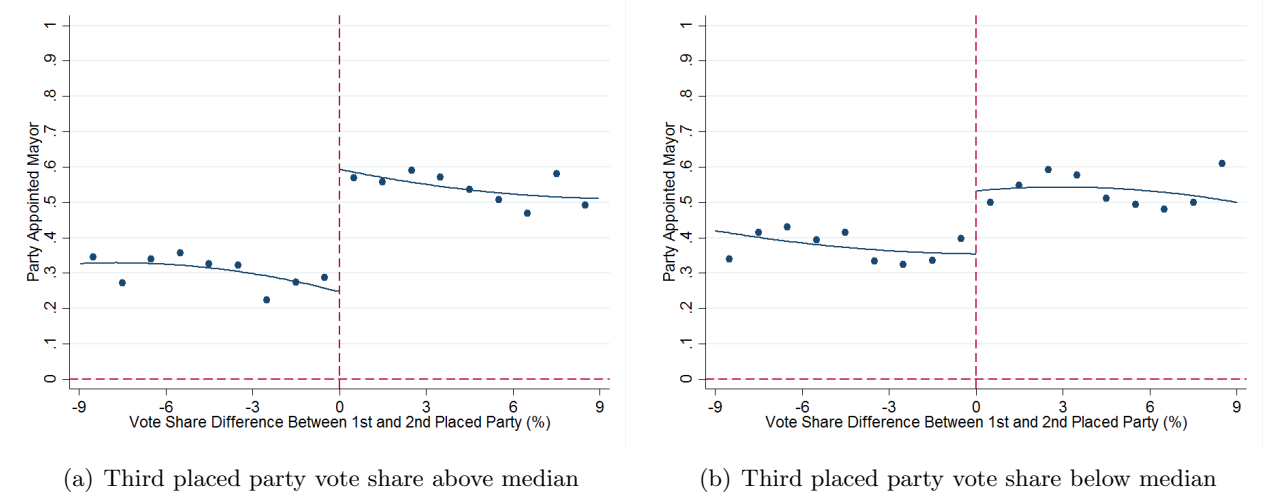 1
.9
.8
.7
.6
.5
.4
.3
.2
.1
0
Party Appointed Mayor
-9 -6 -3 0 3 6 9
Vote Share Difference Between 1st and 2nd Placed Party (%)
(a) Third placed party vote share above median
1
.9
.8
.7
.6
.5
.4
.3
.2
.1
0
Party Appointed Mayor
-9 -6 -3 0 3 6 9
Vote Share Difference Between 1st and 2nd Placed Party (%)
(b) Third placed party vote share below median